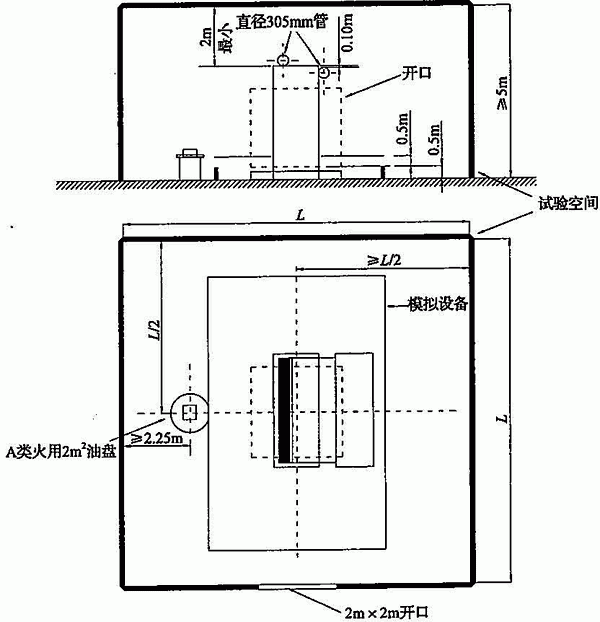 直径305mm管
2m
最小
0.10m
开口
≥5m
0.5m
0.5m
试验空间
L
≥L/2
模拟设备
L/2
L
≥2.25m
A类火用2m²油盘
2m×2m开口